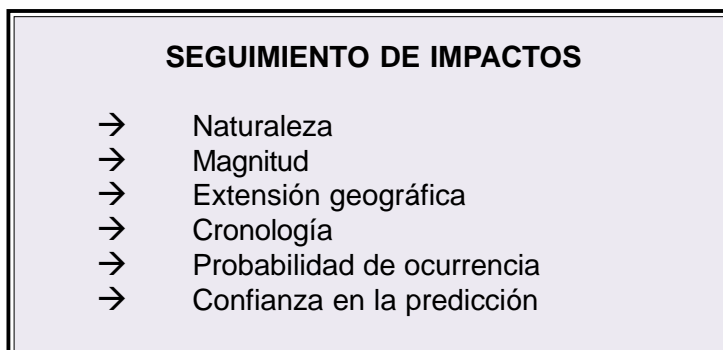 SEGUIMIENTO DE IMPACTOS
→ Naturaleza
→ Magnitud
→ Extensión geográfica
→ Cronología
→ Probabilidad de ocurrencia
→ Confianza en la predicción